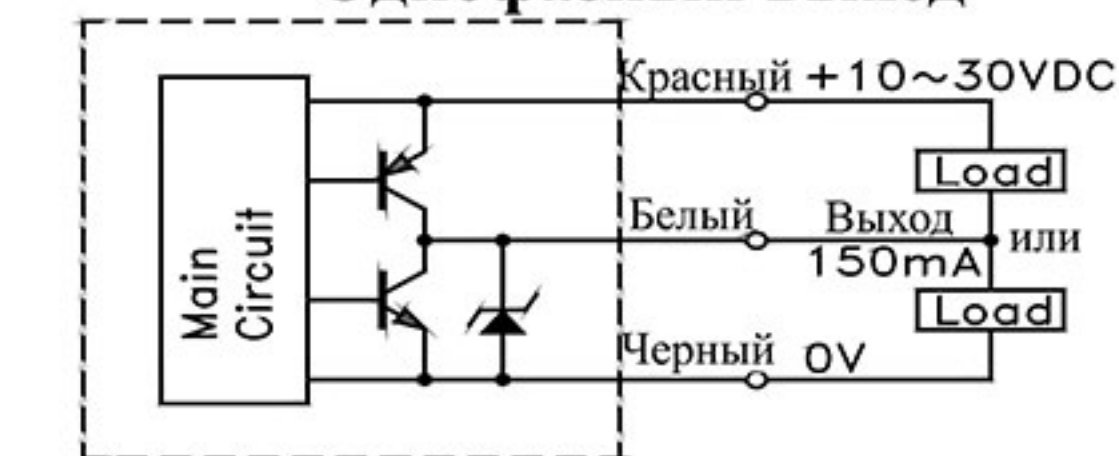 Красный +10~30VDC
Load
Белый Выход или
150mA
Load
Черный 0V
Main
Circuit